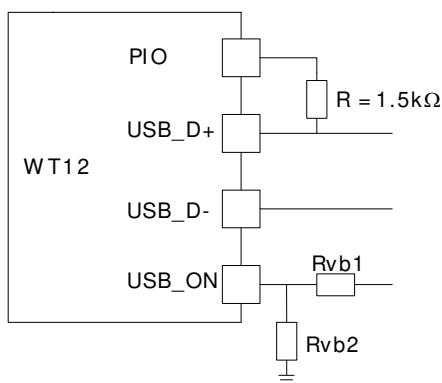 PIO
R = 1.5kΩ
USB_D+
WT12
USB_D-
USB_ON
Rvb1
Rvb2